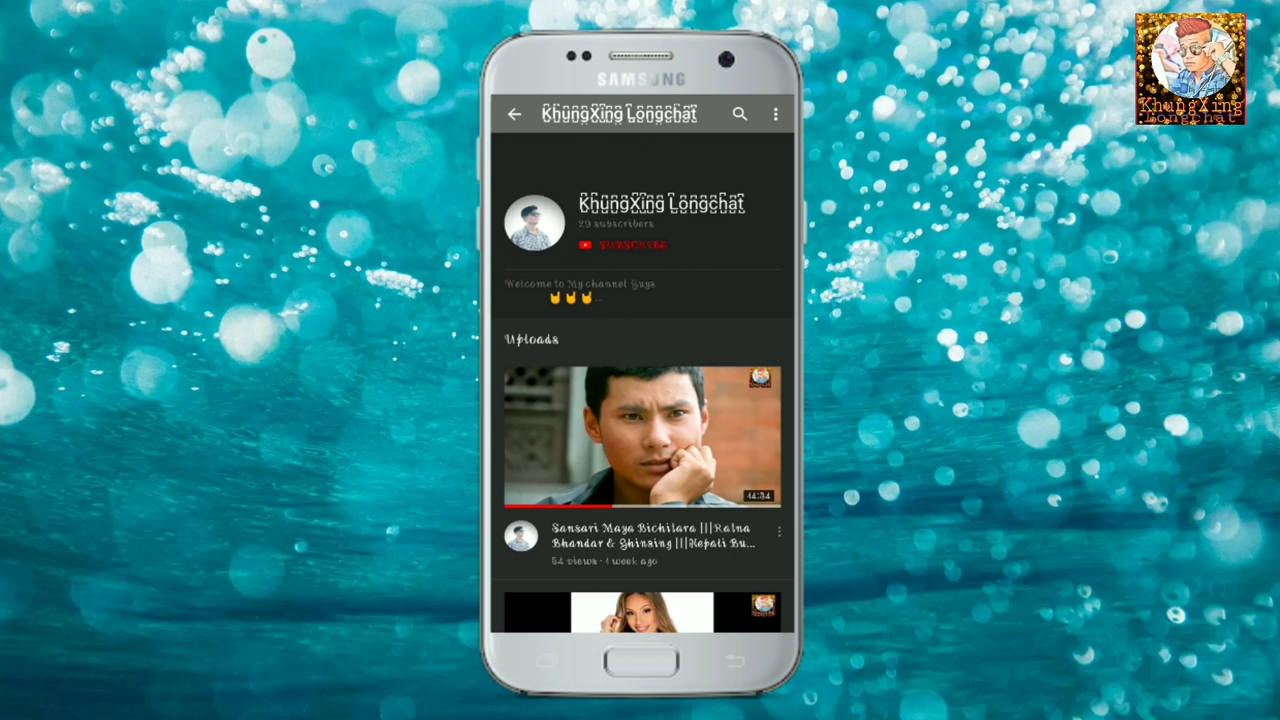 SAMSUNG
KhungXing Longchat
KhungXing
Longchat
KhungXing Longchat
29 subscribers
SUBSCRIBE
Welcome to My channel Guys
🤘🤘🤘...
Uploads
14:34
Sansari Maya Bichilara |||Ratna
Bhandar & Ghinsing |||Nepali Bu...
54 views · 1 week ago